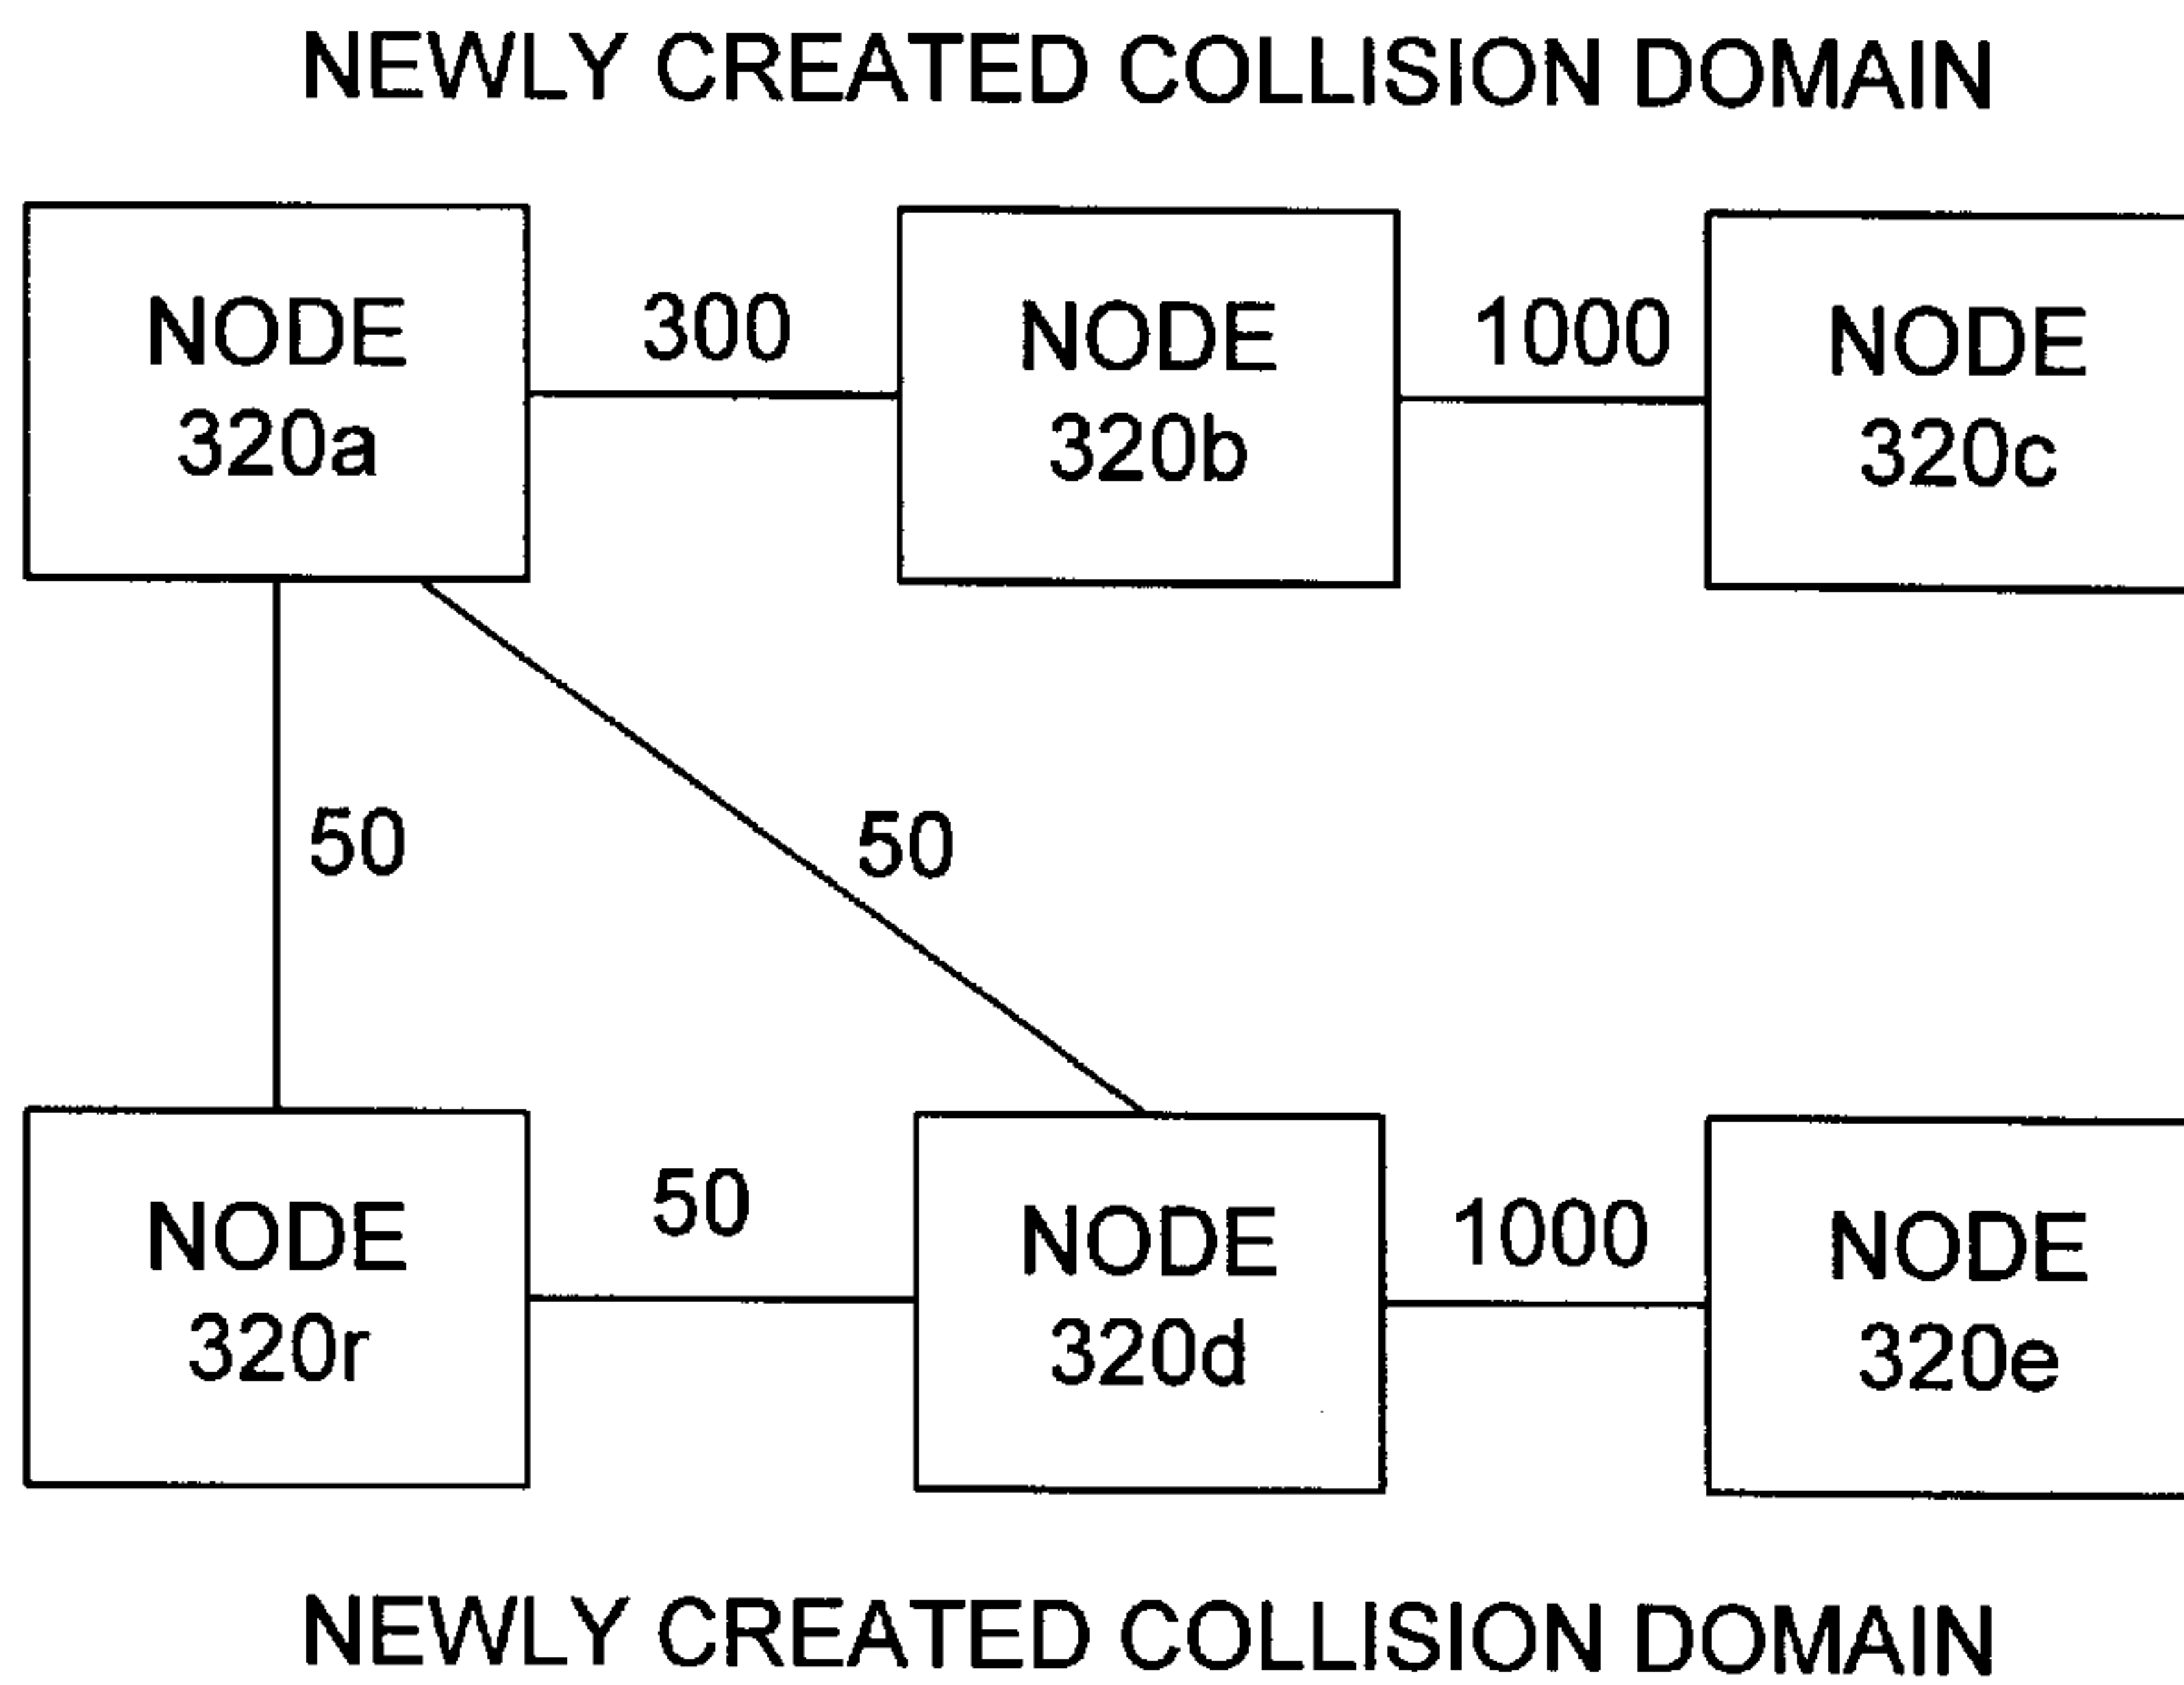 NEWLY CREATED COLLISION DOMAIN
NODE
320a
300
NODE
320b
1000
NODE
320c
50
50
NODE
320r
50
NODE
320d
1000
NODE
320e
NEWLY CREATED COLLISION DOMAIN